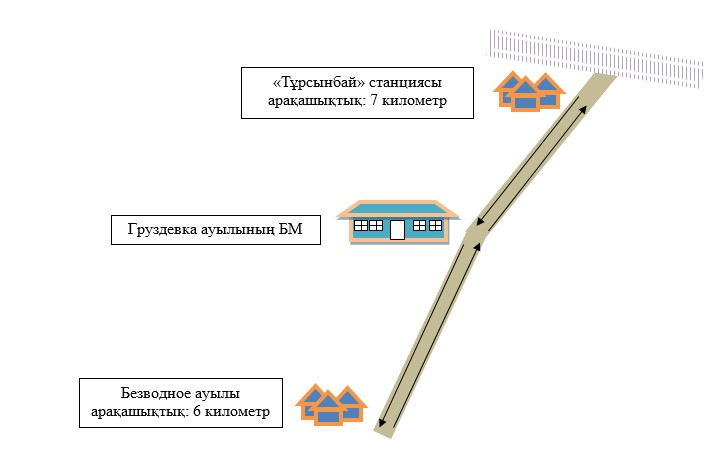 «Тұрсынбай» станциясы
арақашықтық: 7 километр
Груздевка ауылының БМ
Безводное ауылы
арақашықтық: 6 километр